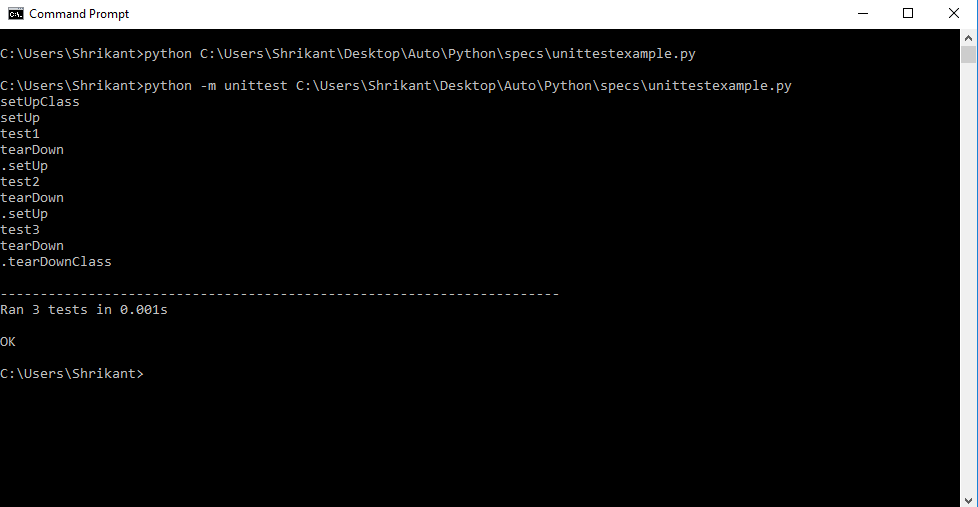 Command Prompt
C:\Users\Shrikant>python C:\Users\Shrikant\Desktop\Auto\Python\specs\unittestexample.py
C:\Users\Shrikant>python -m unittest C:\Users\Shrikant\Desktop\Auto\Python\specs\unittestexample.py
setUpClass
setUp
test1
tearDown
.setUp
test2
tearDown
.setUp
test3
tearDown
.tearDownClass
----------------------------------------------------------------------
Ran 3 tests in 0.001s
OK
C:\Users\Shrikant>